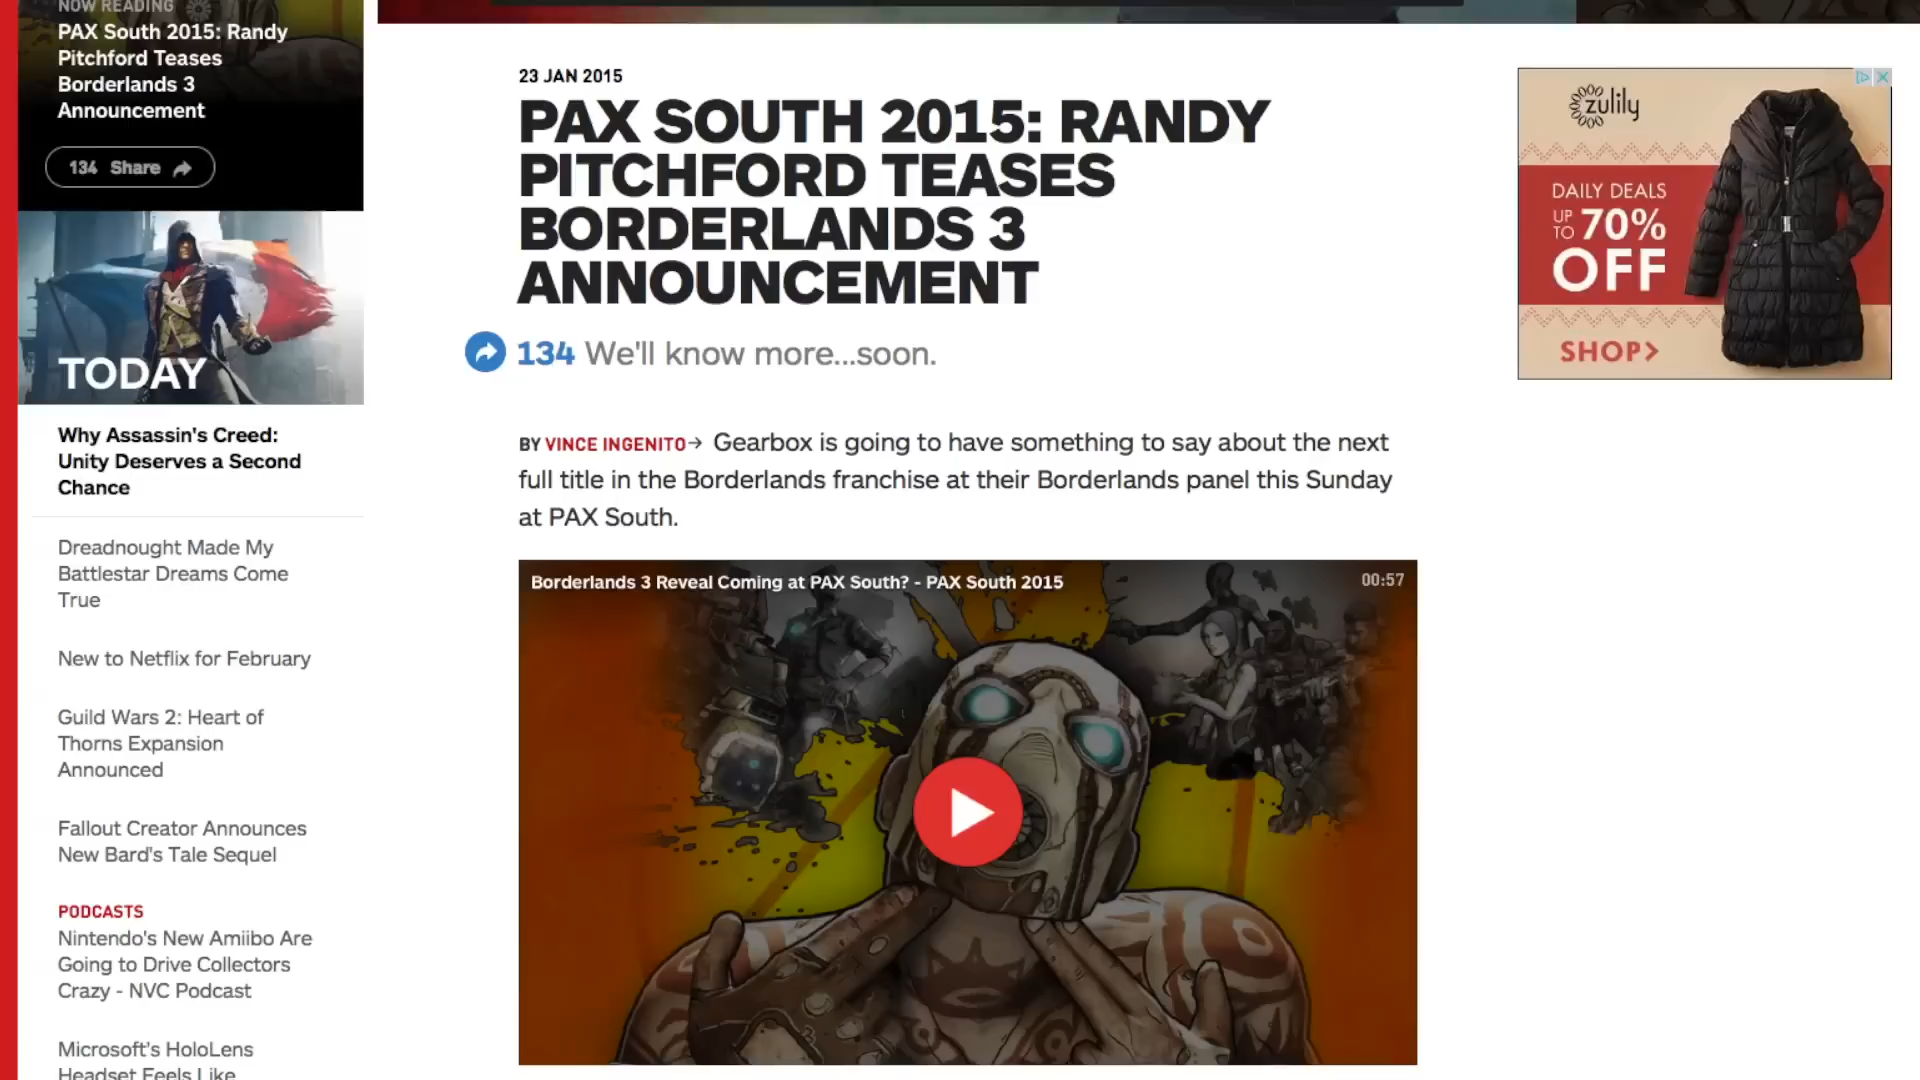 NOW READING
PAX South 2015: Randy
Pitchford Teases
Borderlands 3
Announcement
134 Share
TODAY
Why Assassin's Creed:
Unity Deserves a Second
Chance
Dreadnought Made My
Battlestar Dreams Come
True
New to Netflix for February
Guild Wars 2: Heart of
Thorns Expansion
Announced
Fallout Creator Announces
New Bard's Tale Sequel
PODCASTS
Nintendo's New Amiibo Are
Going to Drive Collectors
Crazy - NVC Podcast
Microsoft's HoloLens
Headset Feels Like
23 JAN 2015
PAX SOUTH 2015: RANDY
PITCHFORD TEASES
BORDERLANDS 3
ANNOUNCEMENT
134 We'll know more...soon.
BY VINCE INGENITO→ Gearbox is going to have something to say about the next
full title in the Borderlands franchise at their Borderlands panel this Sunday
at PAX South.
Borderlands 3 Reveal Coming at PAX South? - PAX South 2015
00:57
zulily
DAILY DEALS
UP TO 70%
OFF
SHOP>